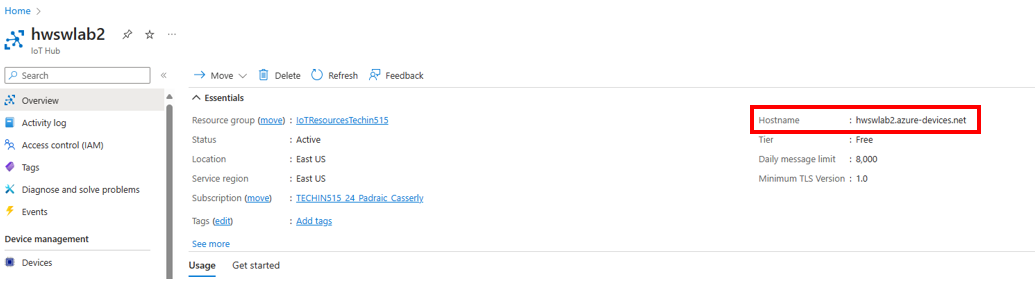 Home >
hwswlab2
IoT Hub
Search
Overview
Activity log
Access control (IAM)
Tags
Diagnose and solve problems
Events
Device management
Devices
Move Delete Refresh Feedback
Essentials
Resource group (move) : IoTResourcesTechin515
Status : Active
Location : East US
Service region : East US
Subscription (move) : TECHIN515_24_Padraic_Casserly
Tags (edit) : Add tags
See more
Hostname : hwswlab2.azure-devices.net
Tier : Free
Daily message limit : 8,000
Minimum TLS Version : 1.0
Usage Get started